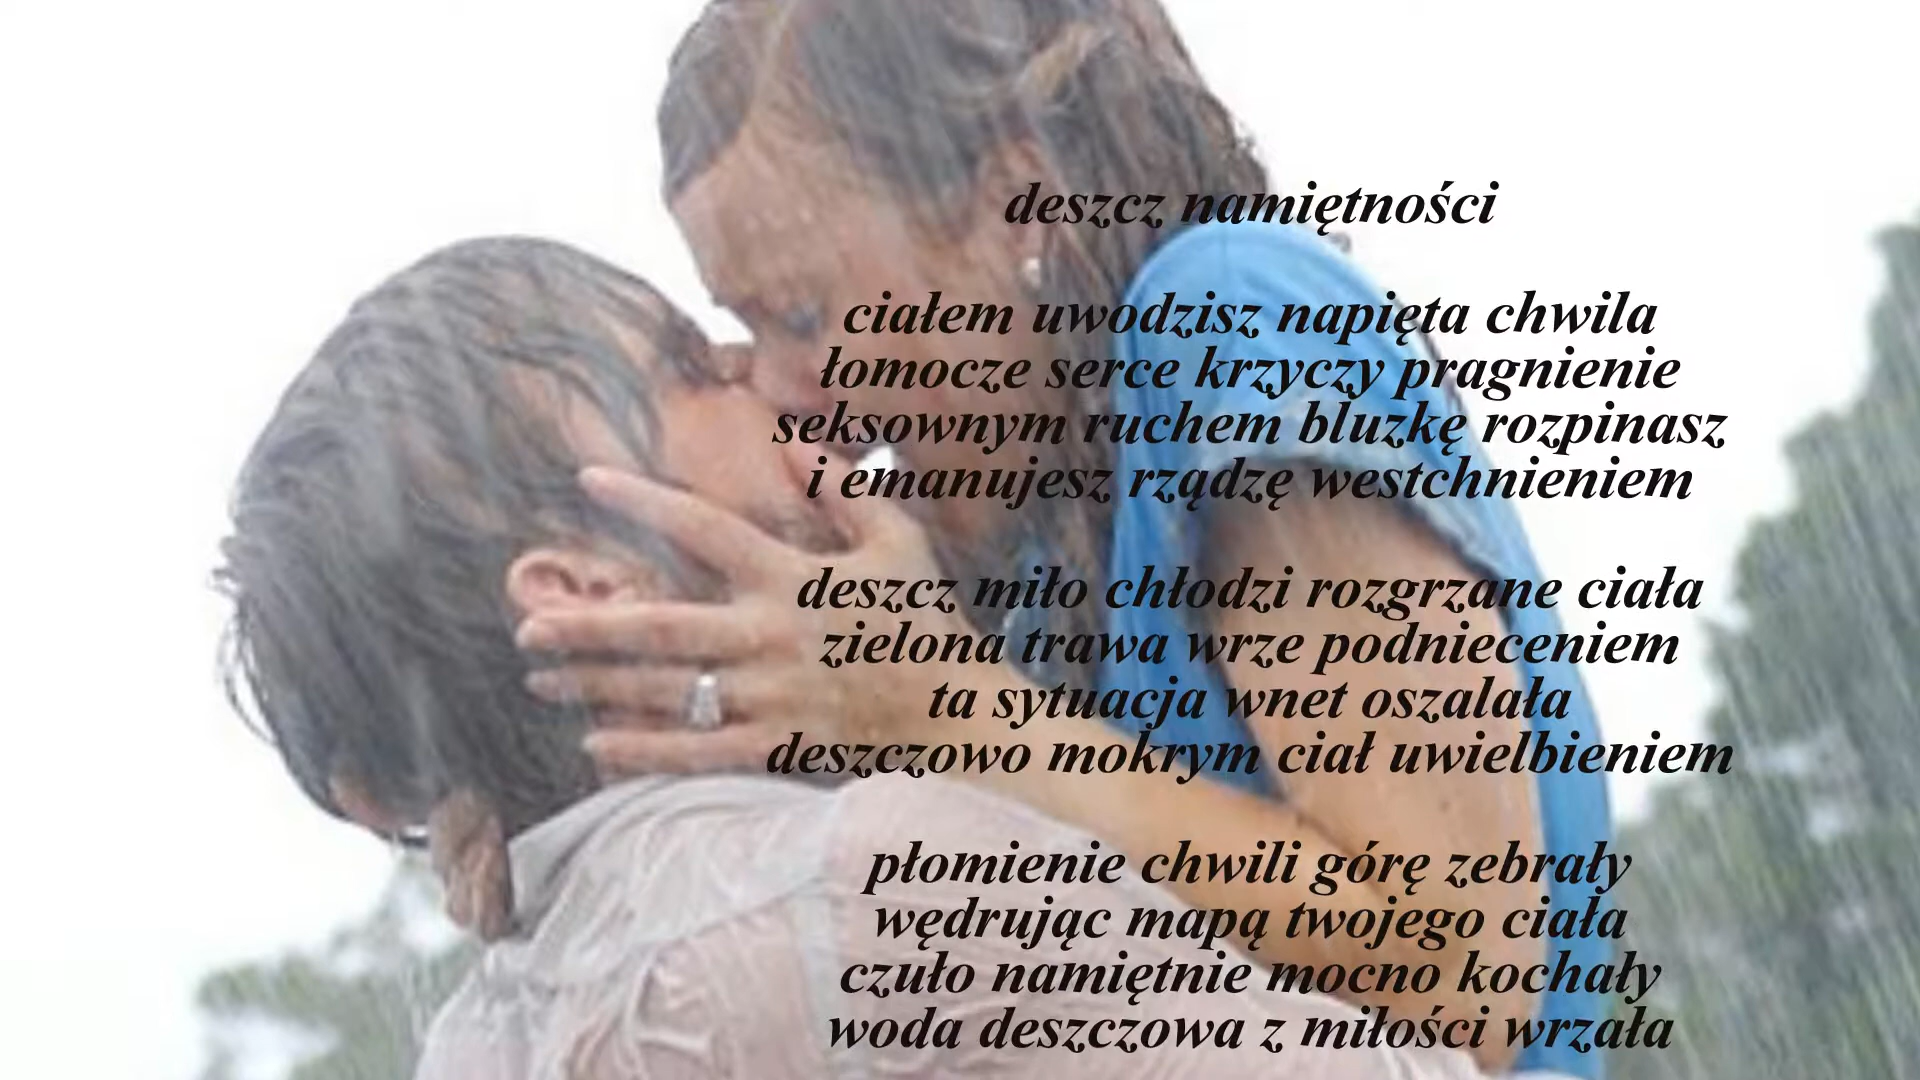 deszcz namiętności
ciałem uwodzisz napięta chwila
łomocze serce krzyczy pragnienie
seksownym ruchem bluzkę rozpinasz
i emanujesz rządzę westchnieniem
deszcz miło chłodzi rozgrzane ciała
zielona trawa wrze podnieceniem
ta sytuacja wnet oszalała
deszczowo mokrym ciał uwielbieniem
płomienie chwili górę zebrały
wędrując mapą twojego ciała
czuło namiętnie mocno kochały
woda deszczowa z miłości wrzała